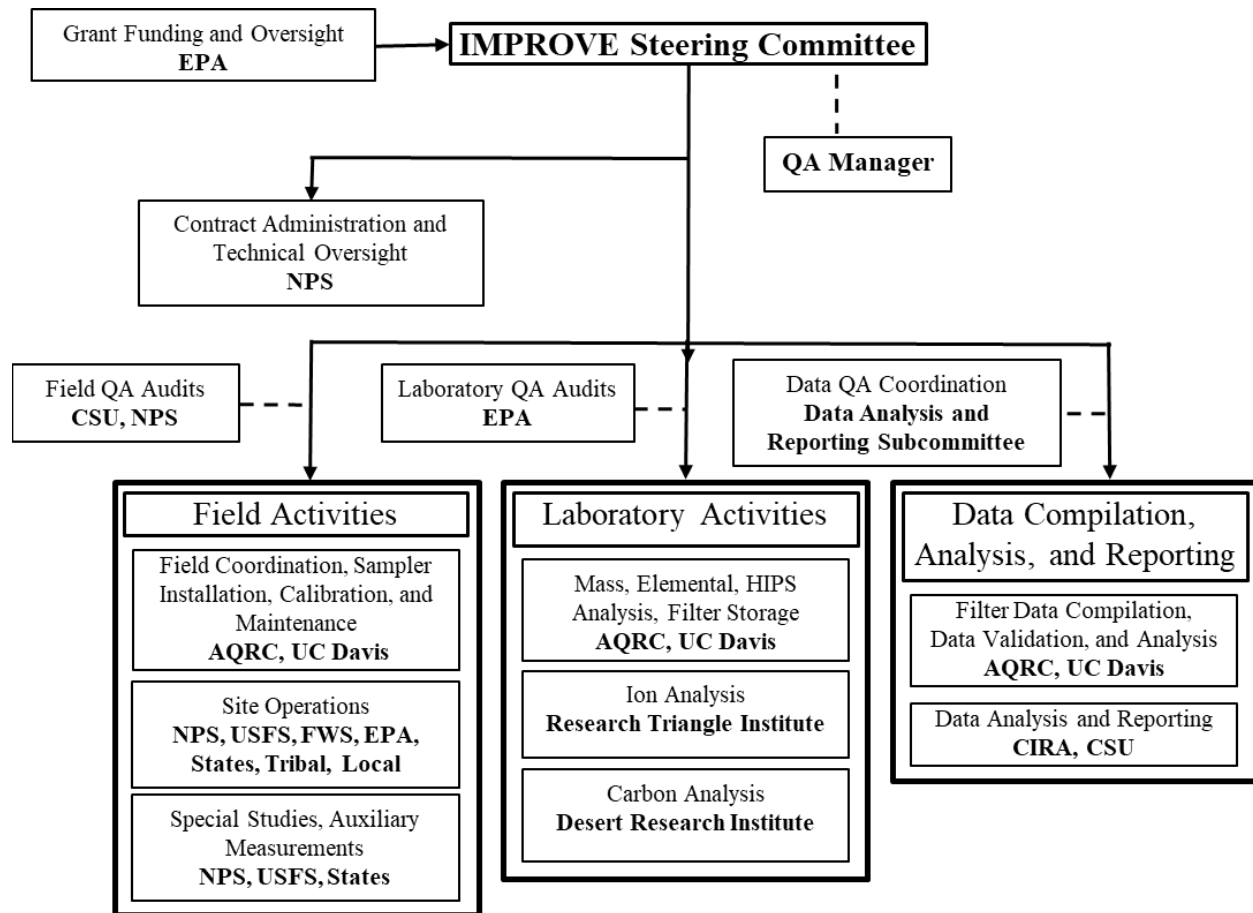 Grant Funding and Oversight
EPA
IMPROVE Steering Committee
QA Manager
Contract Administration and
Technical Oversight
NPS
Field QA Audits
CSU, NPS
Laboratory QA Audits
EPA
Data QA Coordination
Data Analysis and
Reporting Subcommittee
Field Activities
Field Coordination, Sampler
Installation, Calibration, and
Maintenance
AQRC, UC Davis
Site Operations
NPS, USFS, FWS, EPA,
States, Tribal, Local
Special Studies, Auxiliary
Measurements
NPS, USFS, States
Laboratory Activities
Mass, Elemental, HIPS
Analysis, Filter Storage
AQRC, UC Davis
Ion Analysis
Research Triangle Institute
Carbon Analysis
Desert Research Institute
Data Compilation,
Analysis, and Reporting
Filter Data Compilation,
Data Validation, and Analysis
AQRC, UC Davis
Data Analysis and Reporting
CIRA, CSU